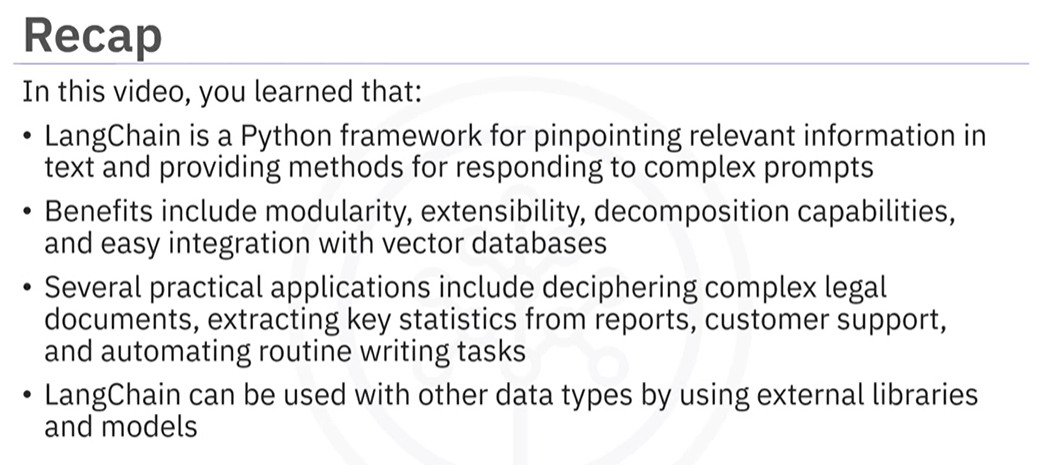 Recap
In this video, you learned that:
• LangChain is a Python framework for pinpointing relevant information in
text and providing methods for responding to complex prompts
• Benefits include modularity, extensibility, decomposition capabilities,
and easy integration with vector databases
• Several practical applications include deciphering complex legal
documents, extracting key statistics from reports, customer support,
and automating routine writing tasks
• LangChain can be used with other data types by using external libraries
and models